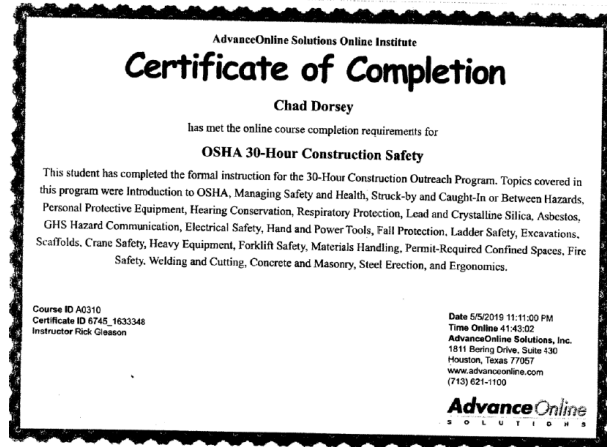 AdvanceOnline Solutions Online Institute
Certificate of Completion
Chad Dorsey
has met the online course completion requirements for
OSHA 30-Hour Construction Safety
This student has completed the formal instruction for the 30-Hour Construction Outreach Program. Topics covered in
this program were Introduction to OSHA, Managing Safety and Health, Struck-by and Caught-In or Between Hazards,
Personal Protective Equipment, Hearing Conservation, Respiratory Protection, Lead and Crystalline Silica, Asbestos,
GHS Hazard Communication, Electrical Safety, Hand and Power Tools, Fall Protection, Ladder Safety, Excavations,
Scaffolds, Crane Safety, Heavy Equipment, Forklift Safety, Materials Handling, Permit-Required Confined Spaces, Fire
Safety, Welding and Cutting, Concrete and Masonry, Steel Erection, and Ergonomics.
Course ID A0310
Certificate ID 6745_1633348
Instructor Rick Gleason
Date 5/5/2019 11:11:00 PM
Time Online 41:43:02
AdvanceOnline Solutions, Inc.
1811 Bering Drive, Suite 430
Houston, Texas 77057
www.advanceonline.com
(713) 621-1100
Advance Online
SOLUTIONS